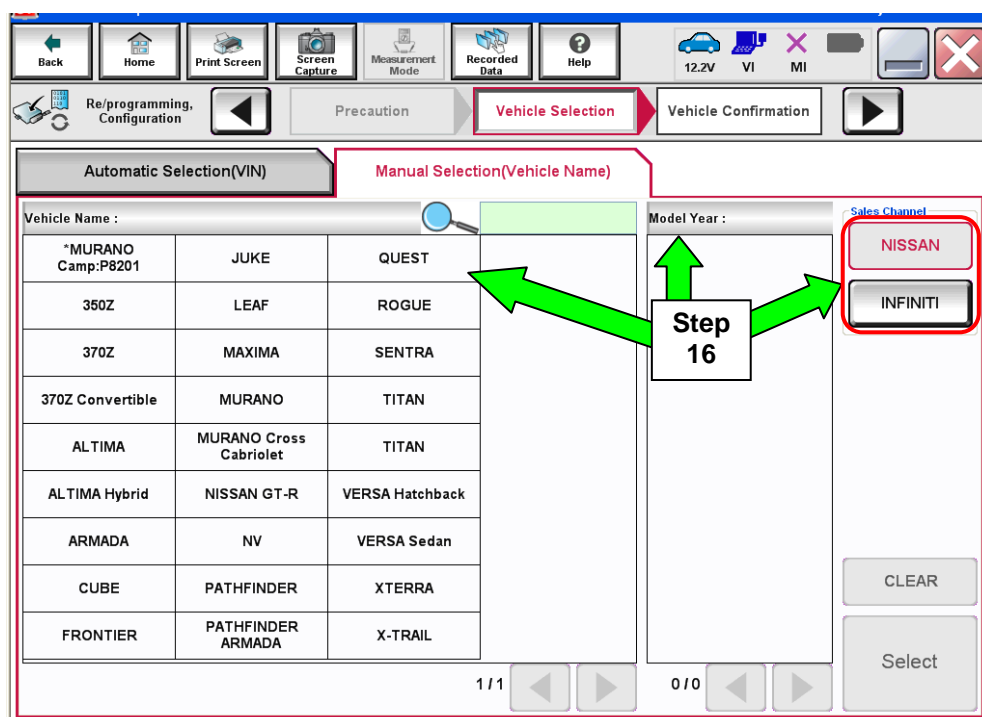 Back
Home
Print Screen
Screen
Capture
Measurement
Mode
Recorded
Data
Help
12.2V
VI
MI
Re/programming,
Configuration
Precaution
Vehicle Selection
Vehicle Confirmation
Automatic Selection(VIN)
Manual Selection(Vehicle Name)
Vehicle Name :
Model Year :
Sales Channel
*MURANO
Camp:P8201
JUKE
QUEST
NISSAN
350Z
LEAF
ROGUE
INFINITI
Step
16
370Z
MAXIMA
SENTRA
370Z Convertible
MURANO
TITAN
ALTIMA
MURANO Cross
Cabriolet
TITAN
ALTIMA Hybrid
NISSAN GT-R
VERSA Hatchback
ARMADA
NV
VERSA Sedan
CUBE
PATHFINDER
XTERRA
CLEAR
FRONTIER
PATHFINDER
ARMADA
X-TRAIL
Select
1/1
0/0